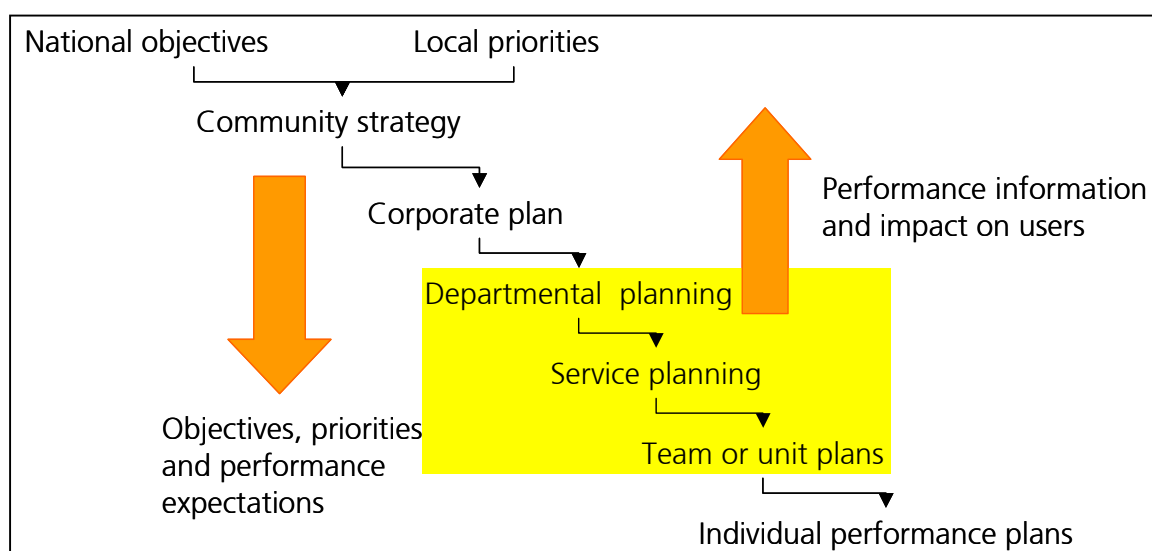 National objectives
Local priorities
Community strategy
Corporate plan
Performance information
and impact on users
Departmental planning
Service planning
Objectives, priorities
and performance
expectations
Team or unit plans
Individual performance plans